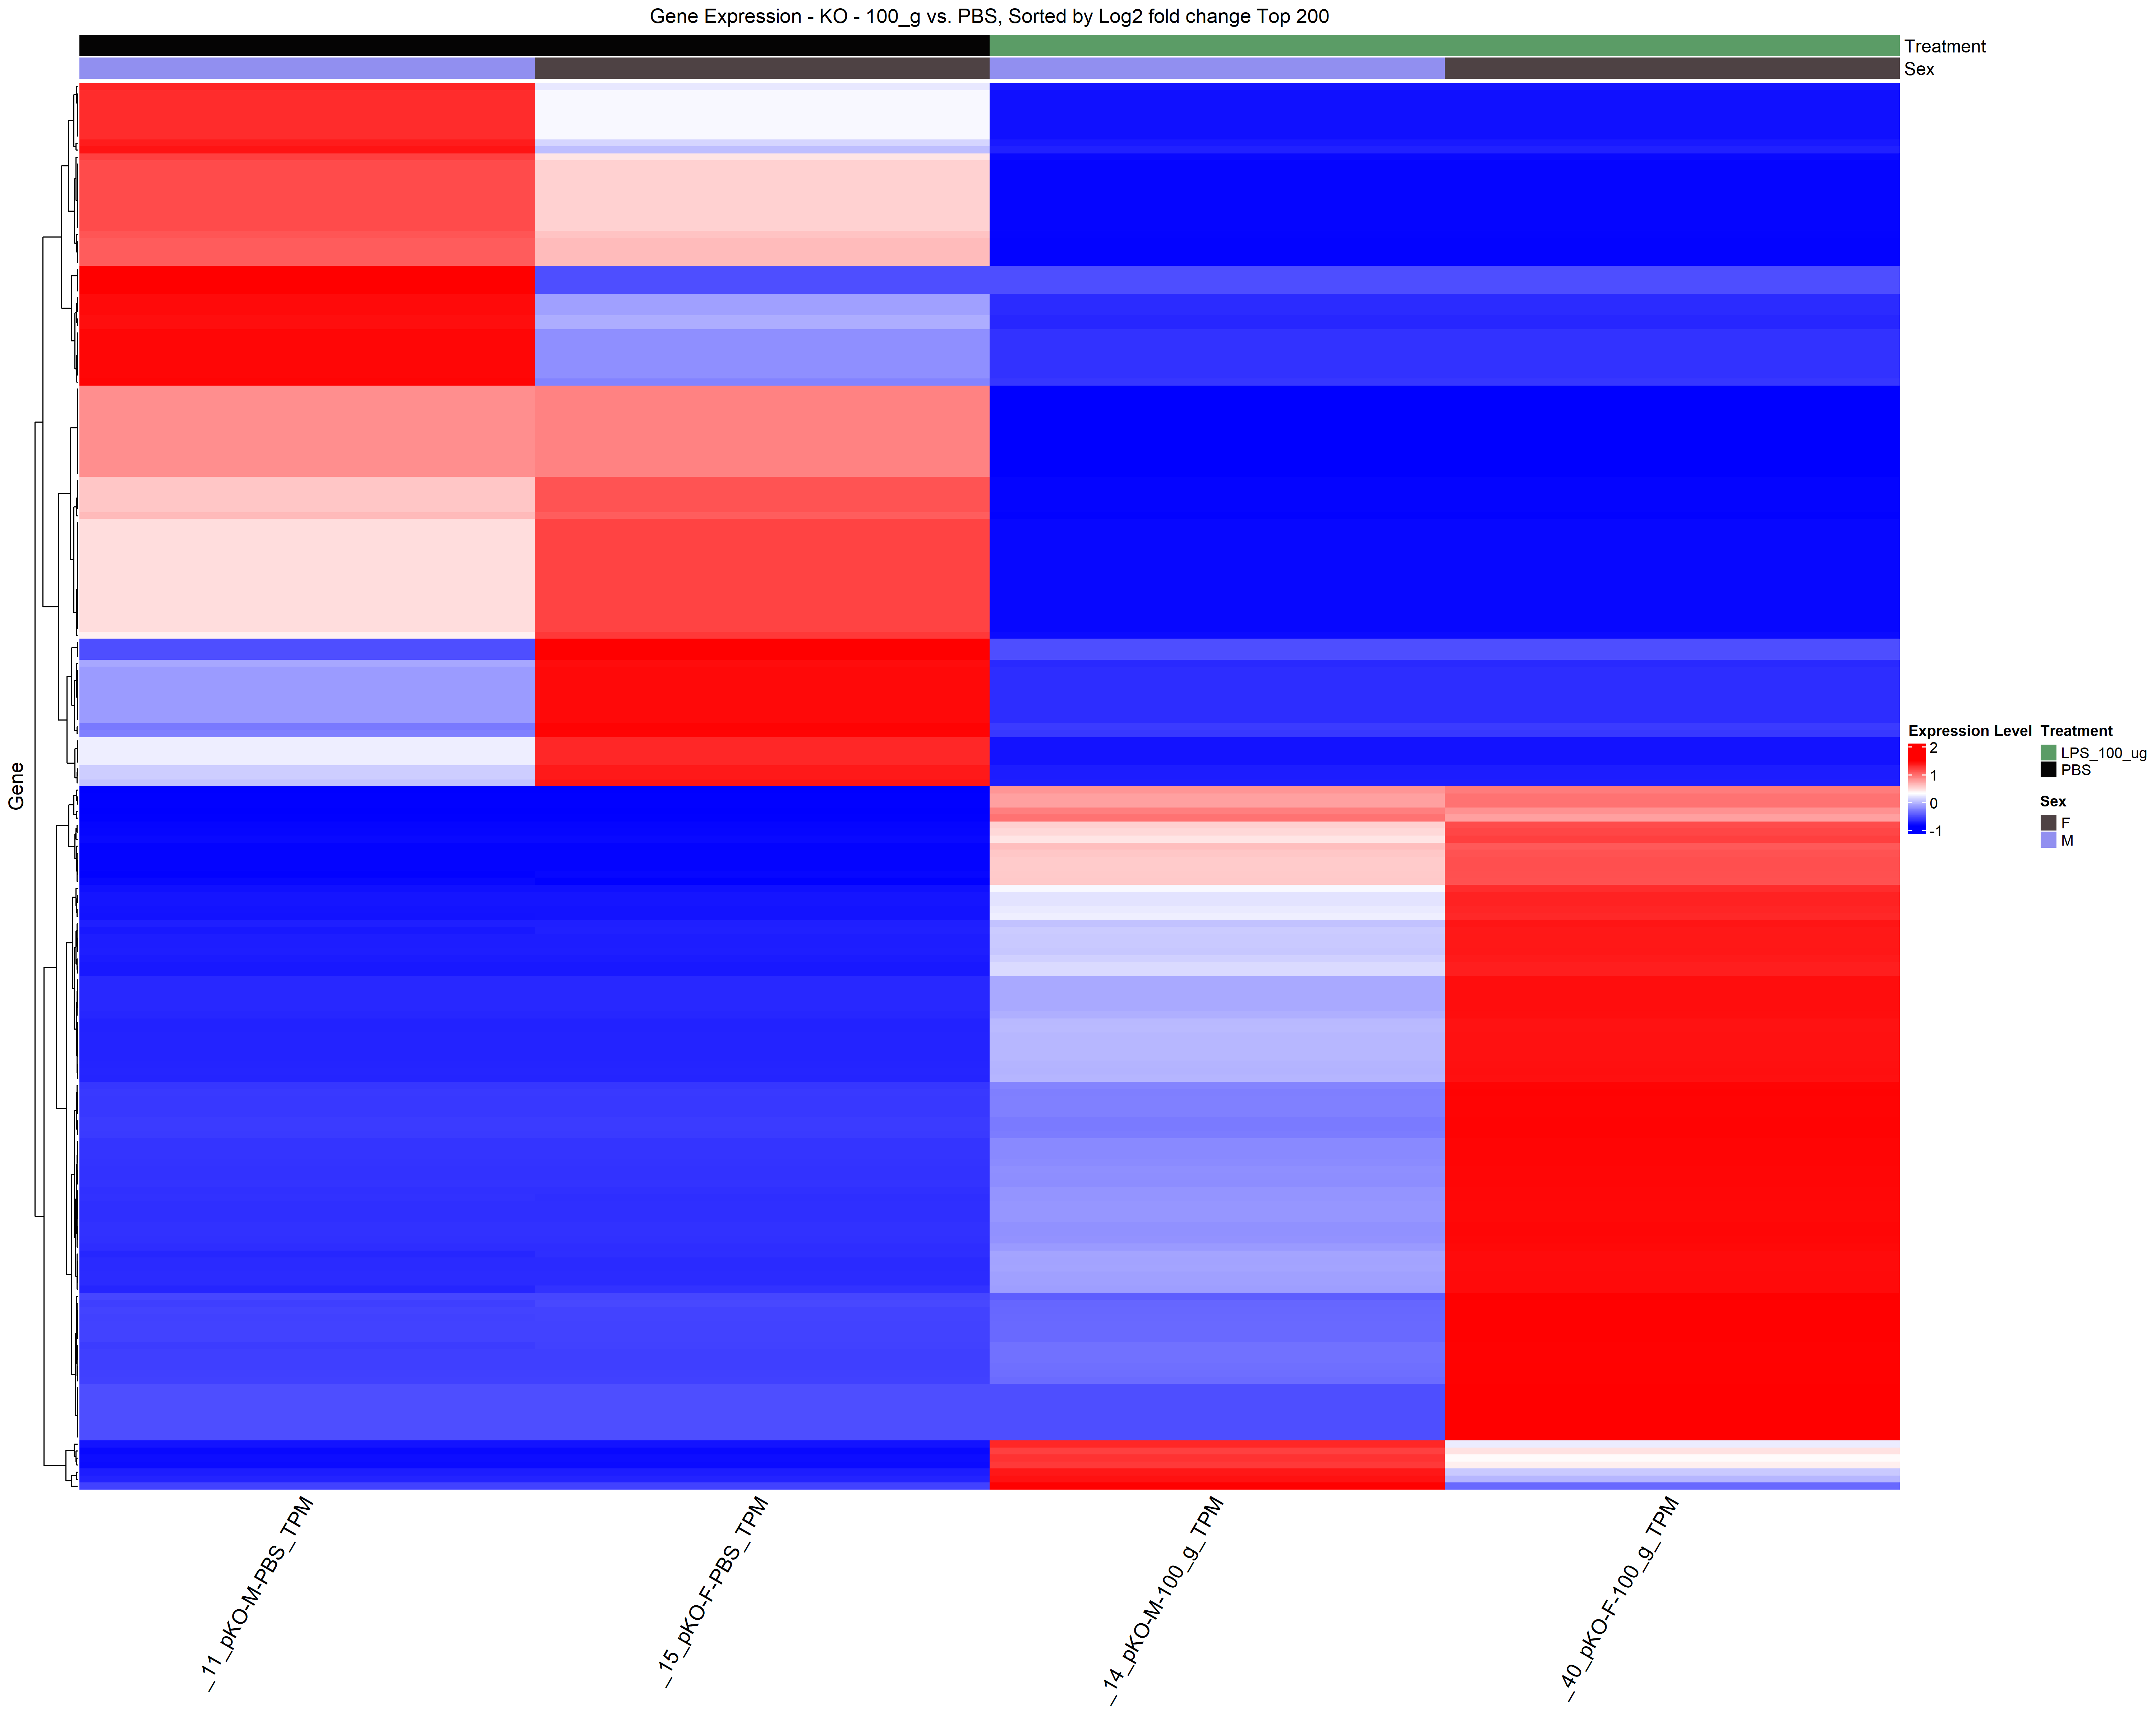 Gene Expression - KO - 100_g vs. PBS, Sorted by Log2 fold change Top 200
Treatment
Sex
Gene
Expression Level
2
1
0
-1
Treatment
LPS_100_ug
PBS
Sex
F
M
_11_pKO-M-PBS_TPM
_15_pKO-F-PBS_TPM
_14_pKO-M-100_g_TPM
_40_pKO-F-100_g_TPM